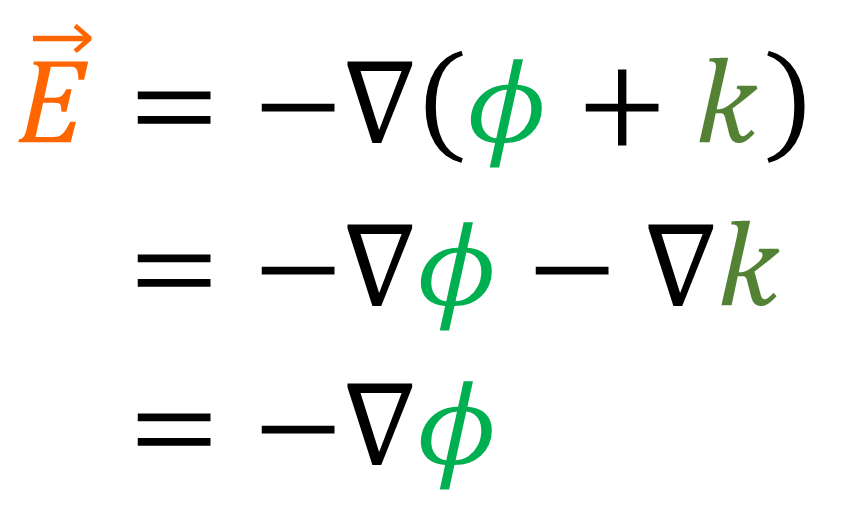 E⃗ = −∇(ϕ + k)
= −∇ϕ − ∇k
= −∇ϕ